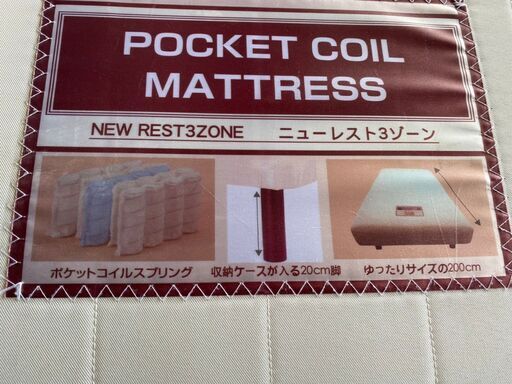 POCKET COIL
MATTRESS
NEW REST3ZONE ニューレスト3ゾーン
ポケットコイルスプリング 収納ケースが入る20cm脚 ゆったりサイズの200cm